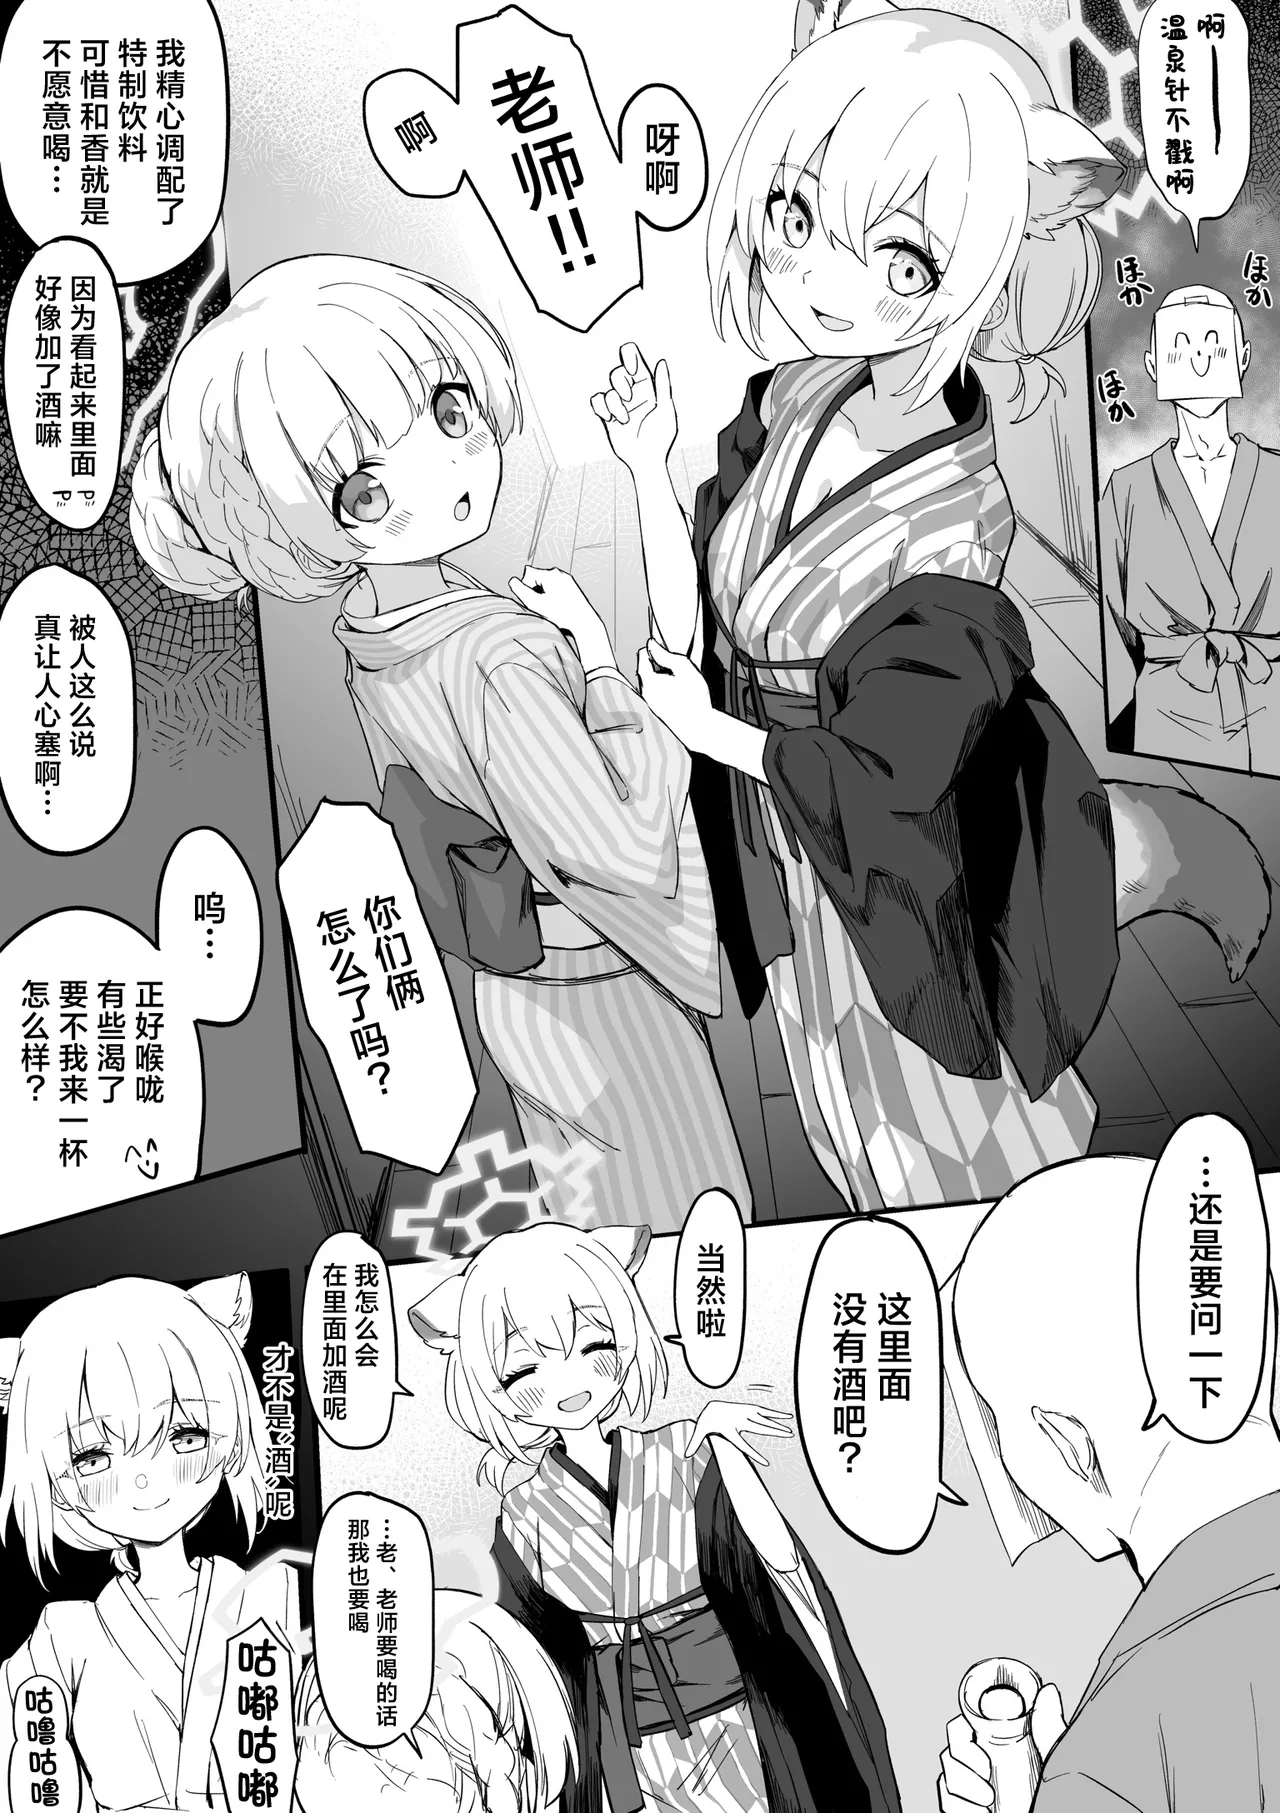 啊——
温泉针不戳啊
ほか
ほか
ほか
呀啊
老师!!
啊
你们俩
怎么了吗？
我精心调配了
特制饮料
可惜和香就是
不愿意喝…
因为看起来里面
好像加了酒嘛
被人这么说
真让人心塞啊…
呜…
正好喉咙
有些渴了
要不我来一杯
怎么样？
…还是要问一下
这里面
没有酒吧？
当然啦
我怎么会
在里面加酒呢
…老、老师要喝的话
那我也要喝
才不是〝酒〟呢
咕嘟咕嘟
咕噜咕噜